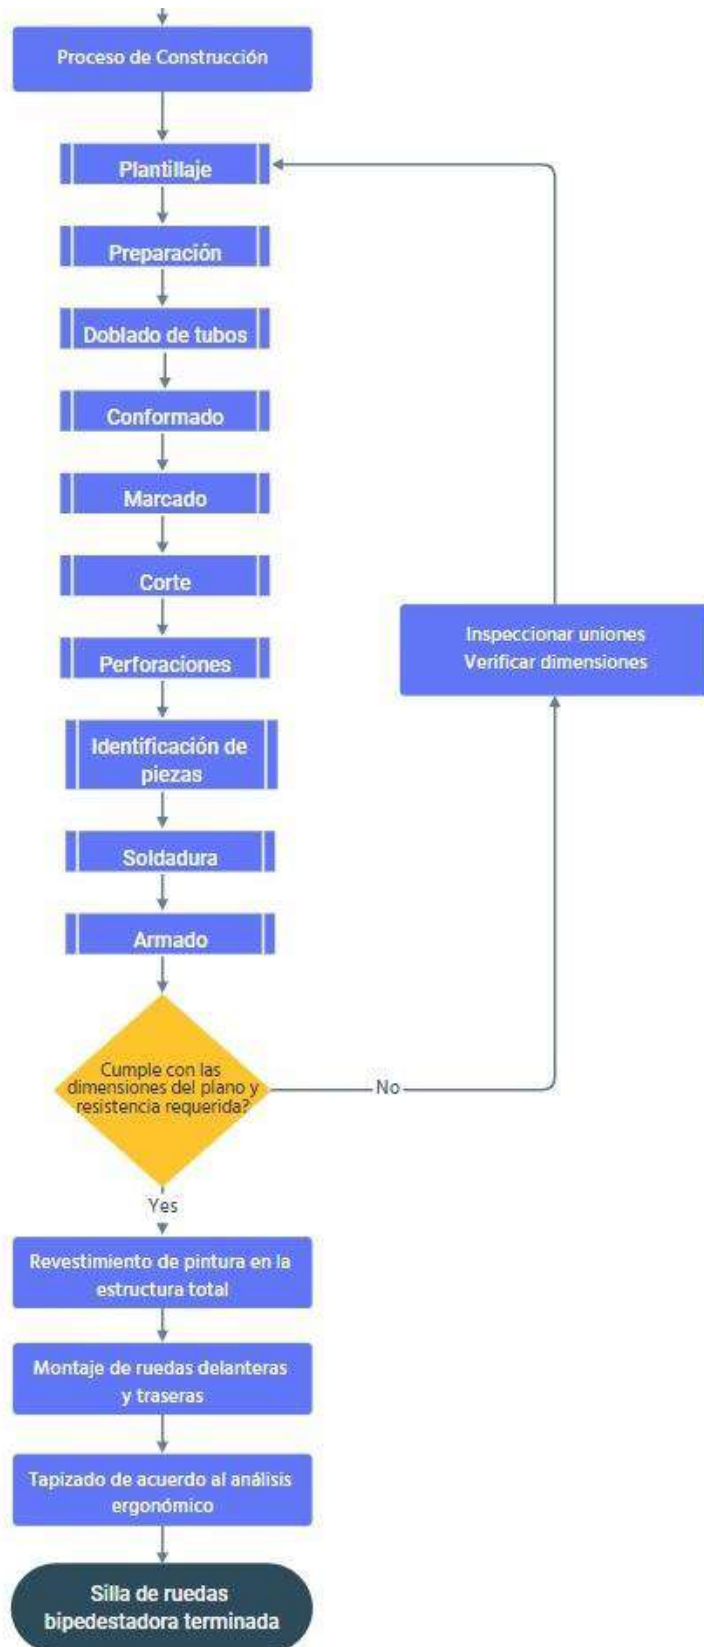 Proceso de Construcción
Plantillaje
Preparación
Doblado de tubos
Conformado
Marcado
Corte
Perforaciones
Inspeccionar uniones
Verificar dimensiones
Identificación de
piezas
Soldadura
Armado
Cumple con las
dimensiones del plano y
resistencia requerida?
No
Yes
Revestimiento de pintura en la
estructura total
Montaje de ruedas delanteras
y traseras
Tapizado de acuerdo al análisis
ergonómico
Silla de ruedas
bipedestadora terminada